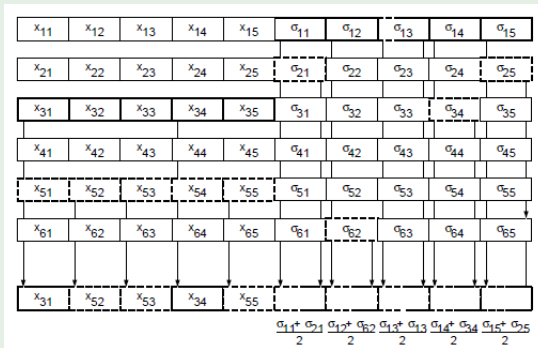 x11 x12 x13 x14 x15 σ11 σ12 σ13 σ14 σ15
x21 x22 x23 x24 x25 σ21 σ22 σ23 σ24 σ25
x31 x32 x33 x34 x35 σ31 σ32 σ33 σ34 σ35
x41 x42 x43 x44 x45 σ41 σ42 σ43 σ44 σ45
x51 x52 x53 x54 x55 σ51 σ52 σ53 σ54 σ55
x61 x62 x63 x64 x65 σ61 σ62 σ63 σ64 σ65
x31 x52 x53 x34 x55
σ11+ σ21 σ12+ σ62 σ13+ σ13 σ14+ σ34 σ15+ σ25
2 2 2 2 2